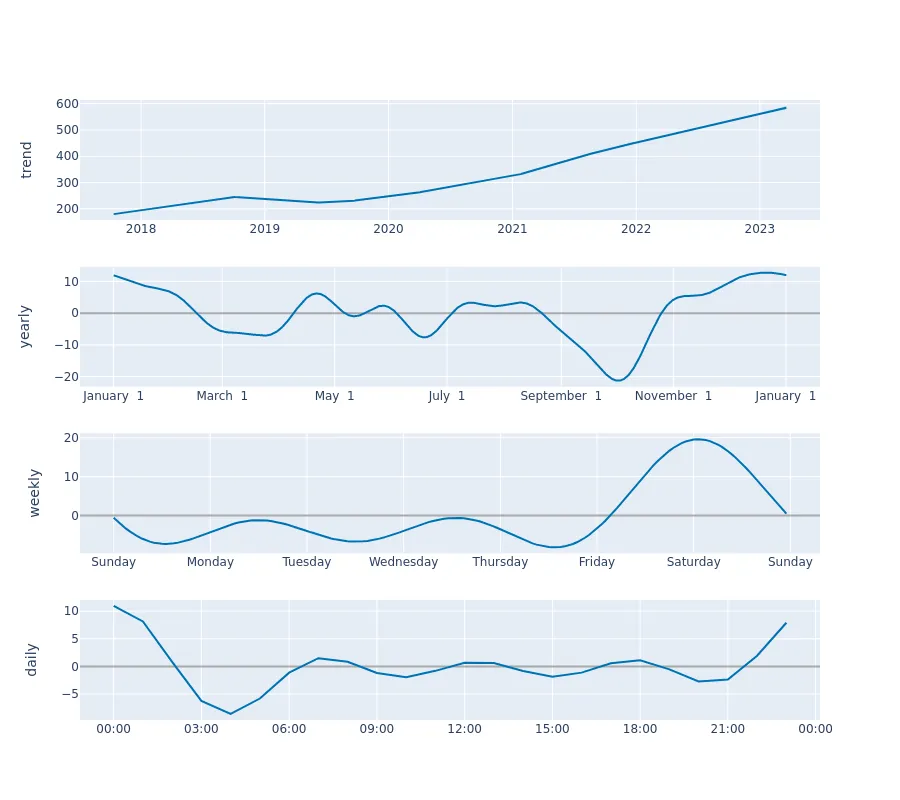 trend
600
500
400
300
200
2018 2019 2020 2021 2022 2023
yearly
10
0
−10
−20
January 1 March 1 May 1 July 1 September 1 November 1 January 1
weekly
20
10
0
Sunday Monday Tuesday Wednesday Thursday Friday Saturday Sunday
daily
10
5
0
−5
00:00 03:00 06:00 09:00 12:00 15:00 18:00 21:00 00:00